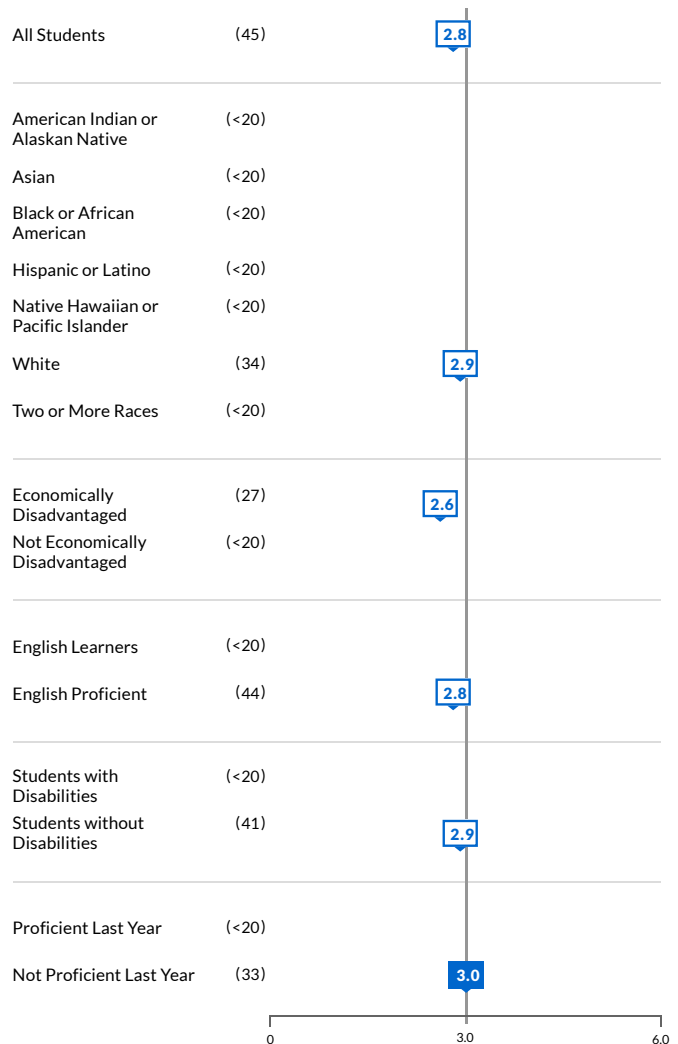 All Students (45) 2.8
American Indian or (<20)
Alaskan Native
Asian (<20)
Black or African (<20)
American
Hispanic or Latino (<20)
Native Hawaiian or (<20)
Pacific Islander
White (34) 2.9
Two or More Races (<20)
Economically (27) 2.6
Disadvantaged
Not Economically (<20)
Disadvantaged
English Learners (<20)
English Proficient (44) 2.8
Students with (<20)
Disabilities
Students without (41) 2.9
Disabilities
Proficient Last Year (<20)
Not Proficient Last Year (33) 3.0
0 3.0 6.0